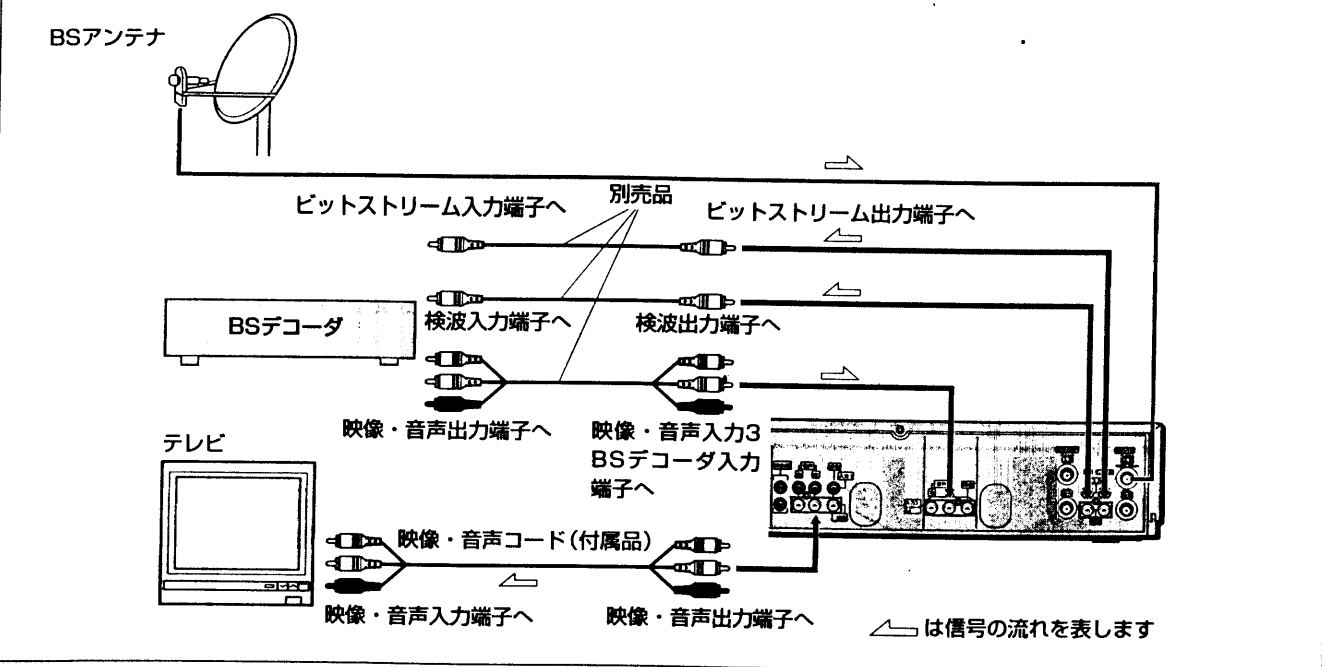 BSアンテナ
別売品
ビットストリーム入力端子へ
ビットストリーム出力端子へ
BSデコーダ
検波入力端子へ
検波出力端子へ
映像・音声出力端子へ
映像・音声入力3
BSデコーダ入力
端子へ
テレビ
映像・音声コード(付属品)
映像・音声入力端子へ
映像・音声出力端子へ
は信号の流れを表します